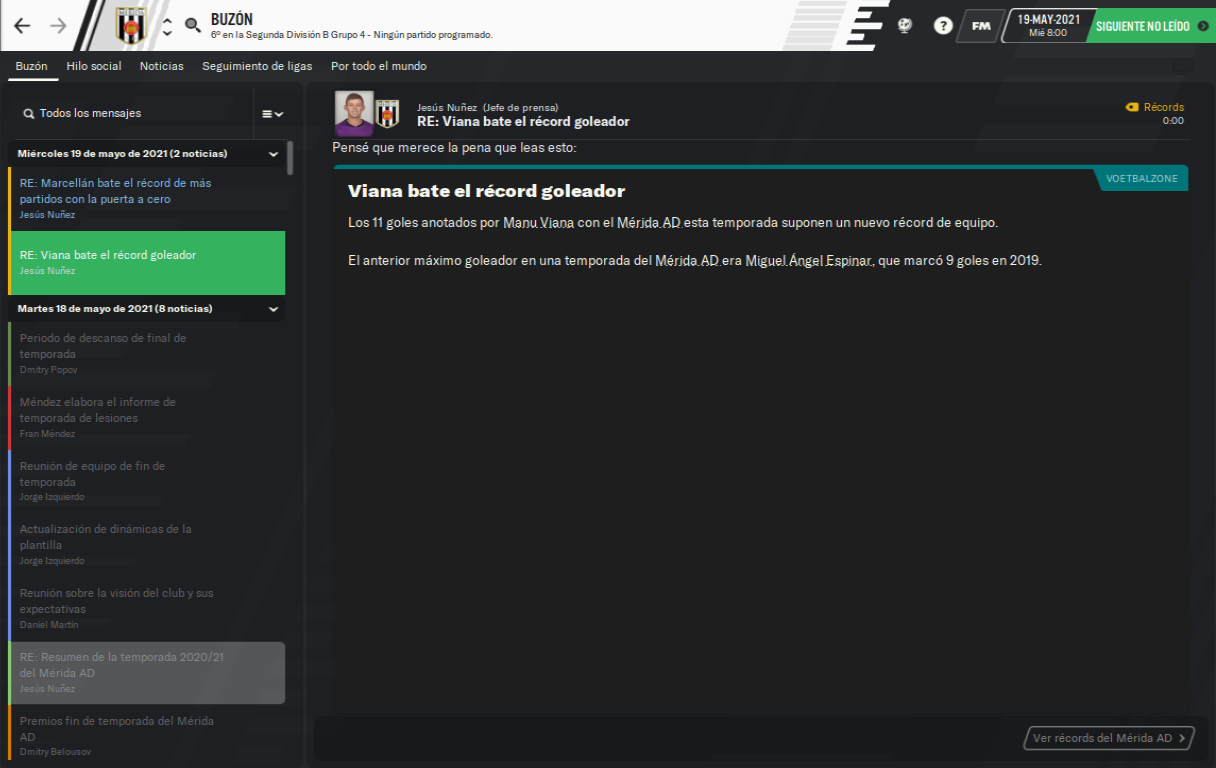 BUZÓN
6º en la Segunda División B Grupo 4 - Ningún partido programado.
?
FM
19-MAY-2021
Mié 8:00
SIGUIENTE NO LEÍDO
Buzón
Hilo social
Noticias
Seguimiento de ligas
Por todo el mundo
Todos los mensajes
Miércoles 19 de mayo de 2021 (2 noticias)
RE: Marcellán bate el récord de más
partidos con la puerta a cero
Jesús Nuñez
RE: Viana bate el récord goleador
Jesús Nuñez
Martes 18 de mayo de 2021 (8 noticias)
Periodo de descanso de final de
temporada
Dmitry Popov
Méndez elabora el informe de
temporada de lesiones
Fran Méndez
Reunión de equipo de fin de
temporada
Jorge Izquierdo
Actualización de dinámicas de la
plantilla
Jorge Izquierdo
Reunión sobre la visión del club y sus
expectativas
Daniel Martín
RE: Resumen de la temporada 2020/21
del Mérida AD
Jesús Nuñez
Premios fin de temporada del Mérida
AD
Dmitry Belousov
Jesús Nuñez (Jefe de prensa)
RE: Viana bate el récord goleador
Récords
0:00
Pensé que merece la pena que leas esto:
VOETBALZONE
Viana bate el récord goleador
Los 11 goles anotados por Manu Viana con el Mérida AD esta temporada suponen un nuevo récord de equipo.
El anterior máximo goleador en una temporada del Mérida AD era Miguel Ángel Espinar, que marcó 9 goles en 2019.
Ver récords del Mérida AD